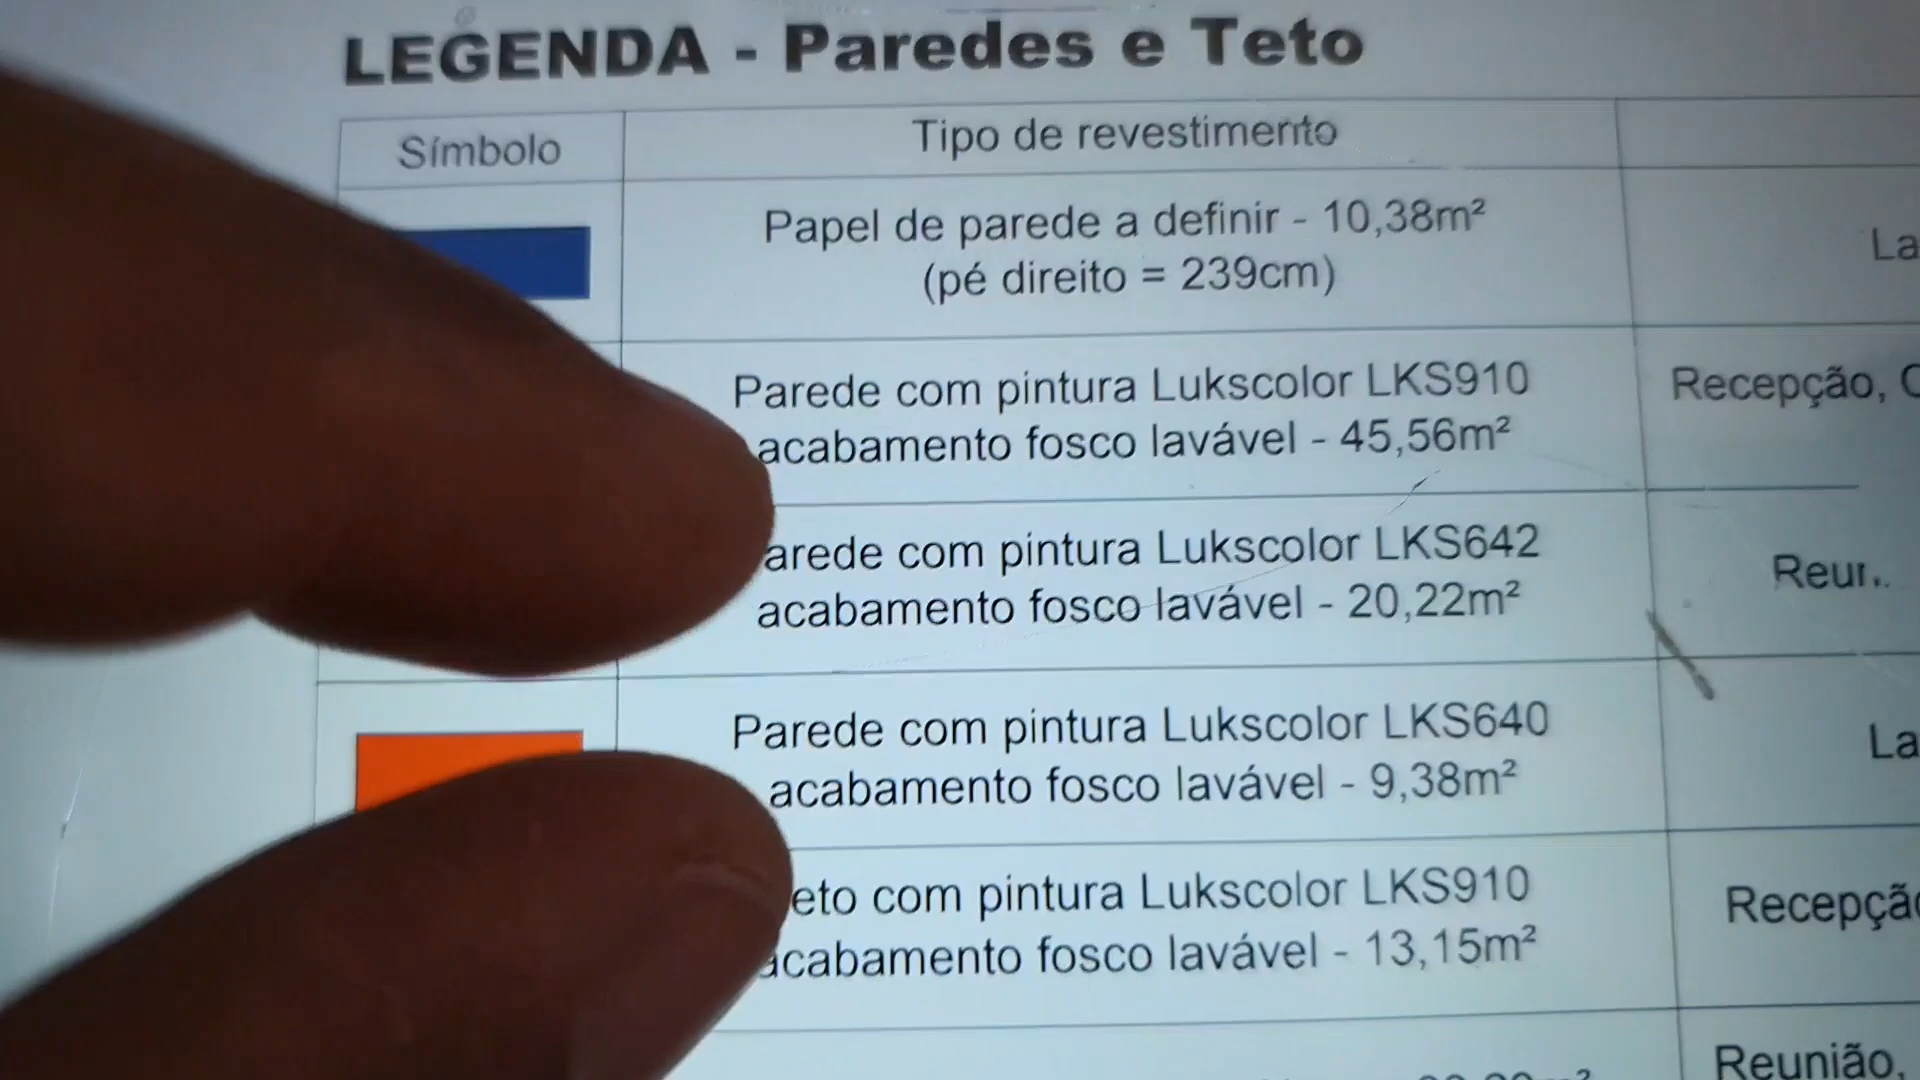 LEGENDA - Paredes e Teto
Símbolo
Tipo de revestimento
Papel de parede a definir - 10,38m²
(pé direito = 239cm)
Parede com pintura Lukscolor LKS910
acabamento fosco lavável - 45,56m²
Recepção,
arede com pintura Lukscolor LKS642
acabamento fosco lavável - 20,22m²
Parede com pintura Lukscolor LKS640
acabamento fosco lavável - 9,38m²
La
La
eto com pintura Lukscolor LKS910
acabamento fosco lavável - 13,15m²
Recepçã
Reunião,